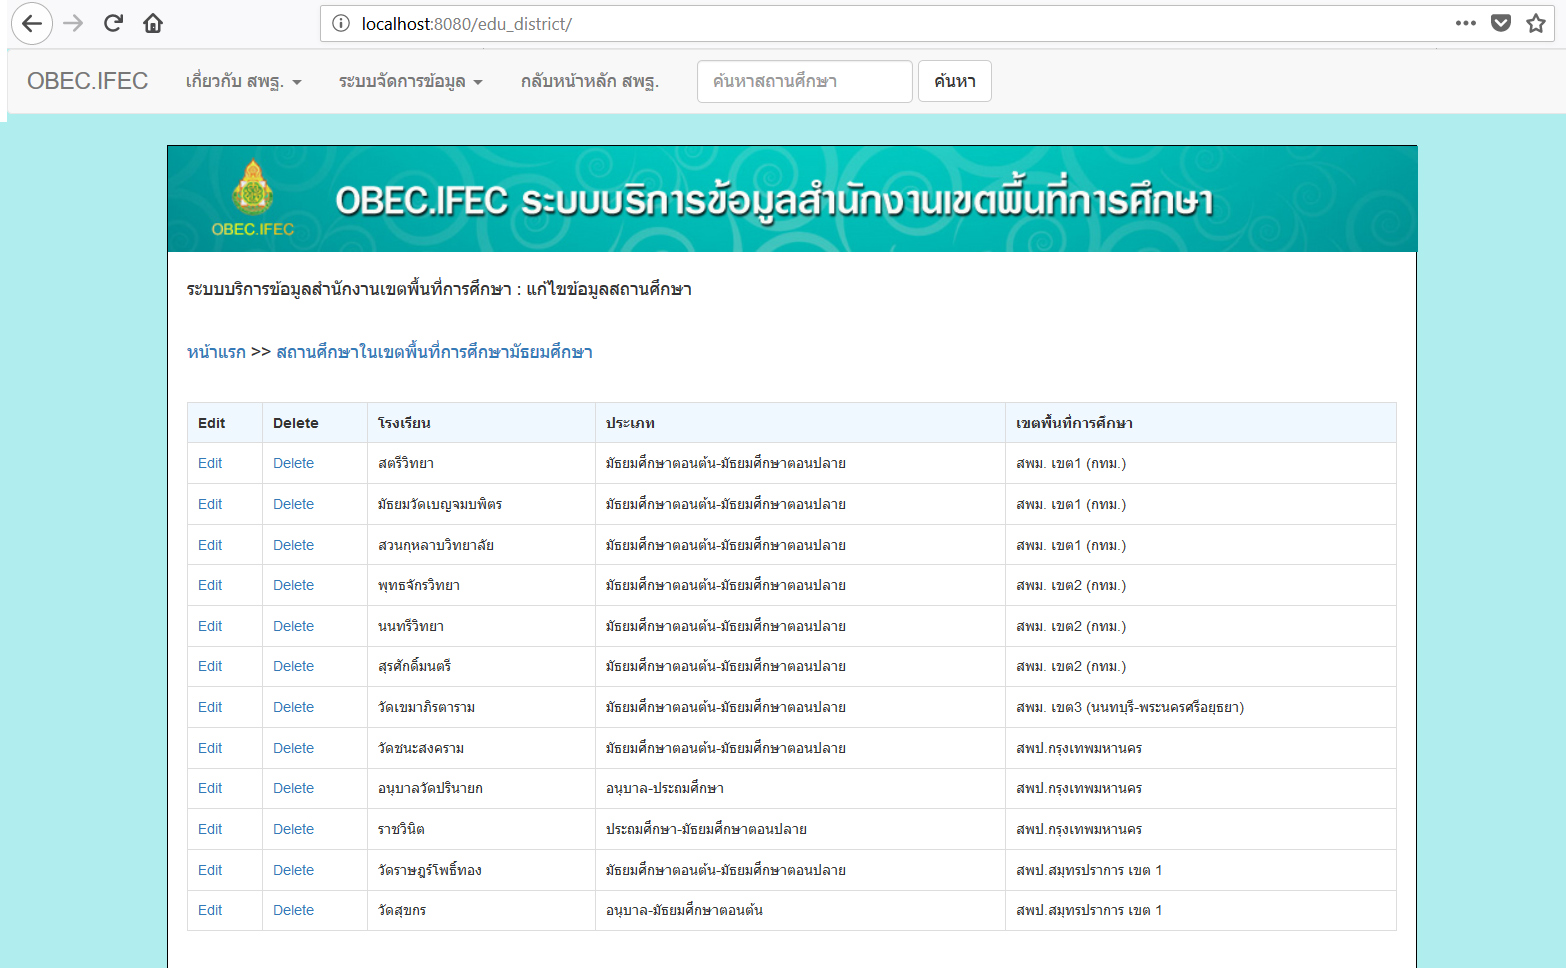 localhost:8080/edu_district/
OBEC.IFEC เกี่ยวกับ สพฐ. ระบบจัดการข้อมูล กลับหน้าหลัก สพฐ. ค้นหาสถานศึกษา ค้นหา
OBEC.IFEC ระบบบริการข้อมูลสำนักงานเขตพื้นที่การศึกษา
OBEC.IFEC
ระบบบริการข้อมูลสำนักงานเขตพื้นที่การศึกษา : แก้ไขข้อมูลสถานศึกษา
หน้าแรก >> สถานศึกษาในเขตพื้นที่การศึกษามัธยมศึกษา
Edit Delete โรงเรียน ประเภท เขตพื้นที่การศึกษา
Edit Delete สตรีวิทยา มัธยมศึกษาตอนต้น-มัธยมศึกษาตอนปลาย สพม. เขต1 (กทม.)
Edit Delete มัธยมวัดเบญจมบพิตร มัธยมศึกษาตอนต้น-มัธยมศึกษาตอนปลาย สพม. เขต1 (กทม.)
Edit Delete สวนกุหลาบวิทยาลัย มัธยมศึกษาตอนต้น-มัธยมศึกษาตอนปลาย สพม. เขต1 (กทม.)
Edit Delete พุทธจักรวิทยา มัธยมศึกษาตอนต้น-มัธยมศึกษาตอนปลาย สพม. เขต2 (กทม.)
Edit Delete นนทรีวิทยา มัธยมศึกษาตอนต้น-มัธยมศึกษาตอนปลาย สพม. เขต2 (กทม.)
Edit Delete สุรศักดิ์มนตรี มัธยมศึกษาตอนต้น-มัธยมศึกษาตอนปลาย สพม. เขต2 (กทม.)
Edit Delete วัดเขมาภิรตาราม มัธยมศึกษาตอนต้น-มัธยมศึกษาตอนปลาย สพม. เขต3 (นนทบุรี-พระนครศรีอยุธยา)
Edit Delete วัดชนะสงคราม มัธยมศึกษาตอนต้น-มัธยมศึกษาตอนปลาย สพป.กรุงเทพมหานคร
Edit Delete อนุบาลวัดปรินายก อนุบาล-ประถมศึกษา สพป.กรุงเทพมหานคร
Edit Delete ราชวินิต ประถมศึกษา-มัธยมศึกษาตอนปลาย สพป.กรุงเทพมหานคร
Edit Delete วัดราษฎร์โพธิ์ทอง มัธยมศึกษาตอนต้น-มัธยมศึกษาตอนปลาย สพป.สมุทรปราการ เขต 1
Edit Delete วัดสุขกร อนุบาล-มัธยมศึกษาตอนต้น สพป.สมุทรปราการ เขต 1